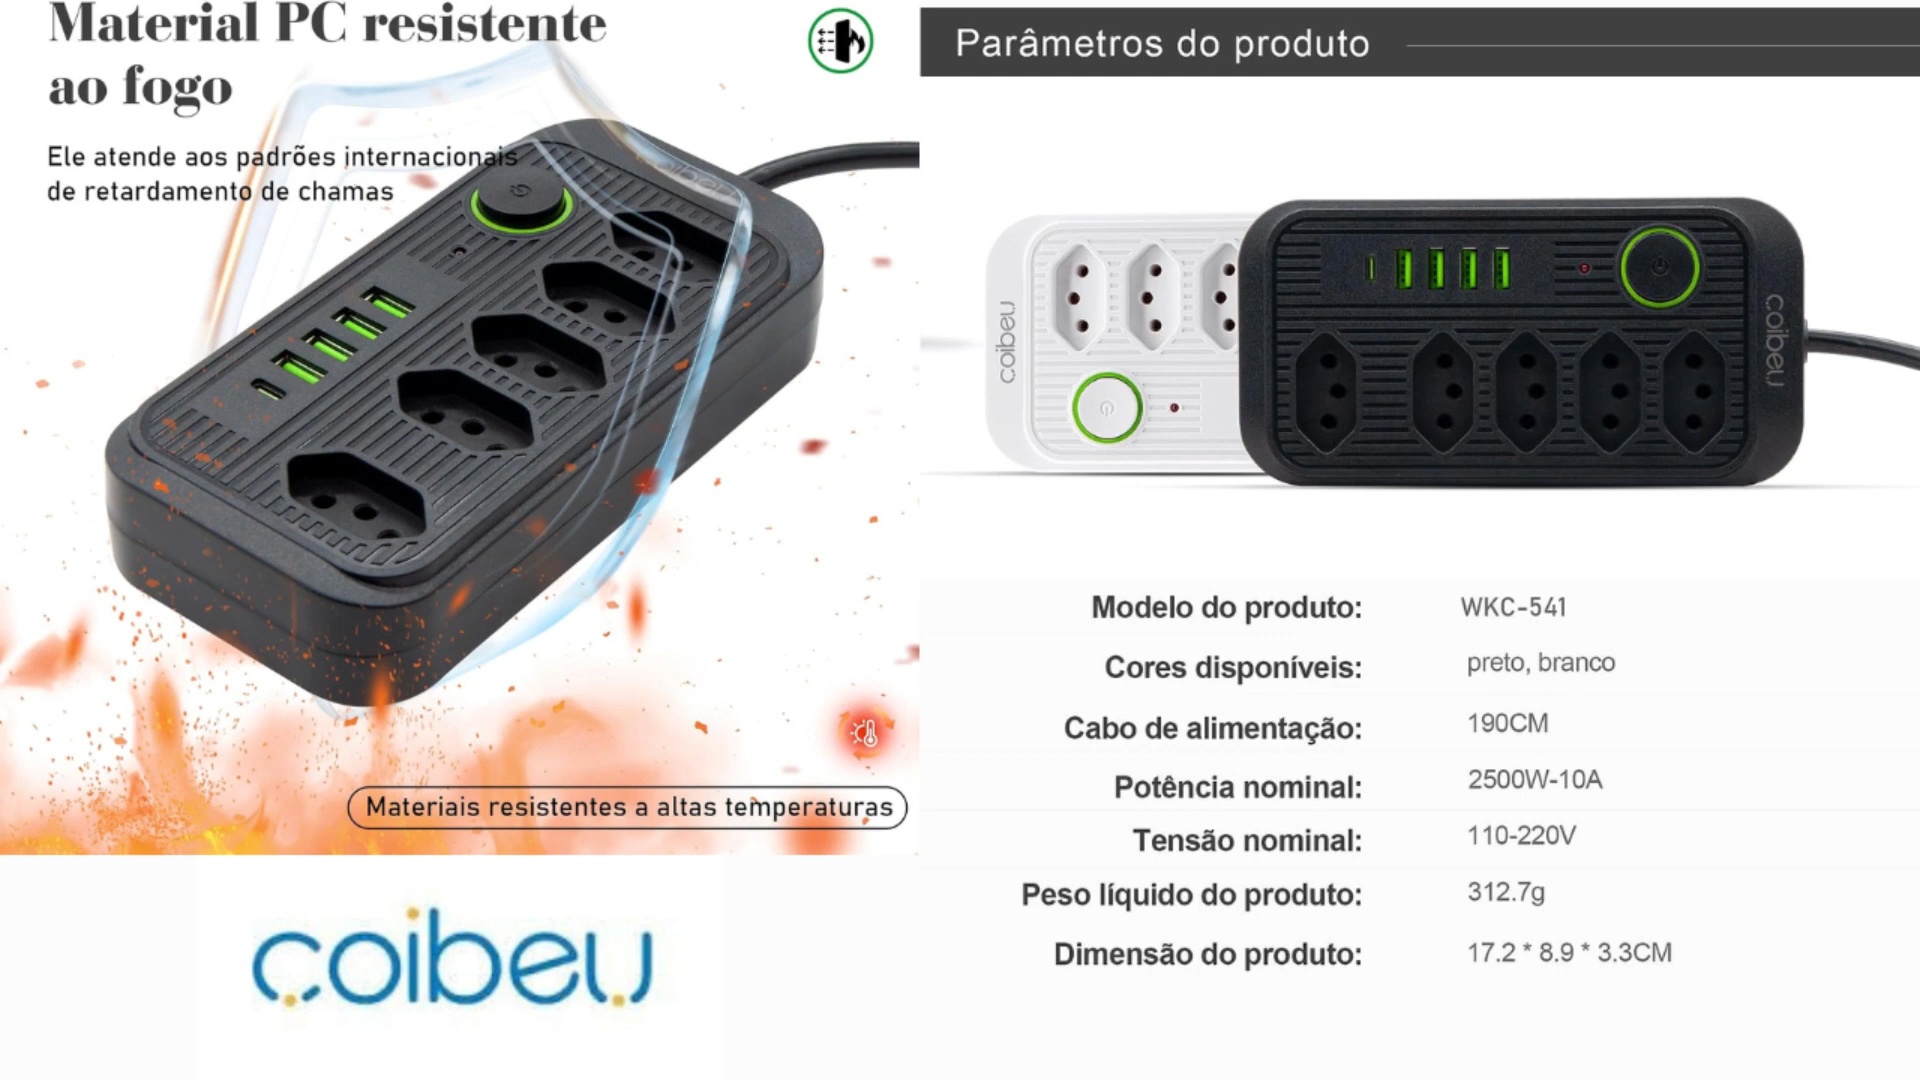 Material PC resistente
ao fogo
Ele atende aos padrões internacionais
de retardamento de chamas
Materiais resistentes a altas temperaturas
coibeu
Parâmetros do produto
coibeu
coibeu
Modelo do produto: WKC-541
Cores disponíveis: preto, branco
Cabo de alimentação: 190CM
Potência nominal: 2500W-10A
Tensão nominal: 110-220V
Peso líquido do produto: 312.7g
Dimensão do produto: 17.2 * 8.9 * 3.3CM